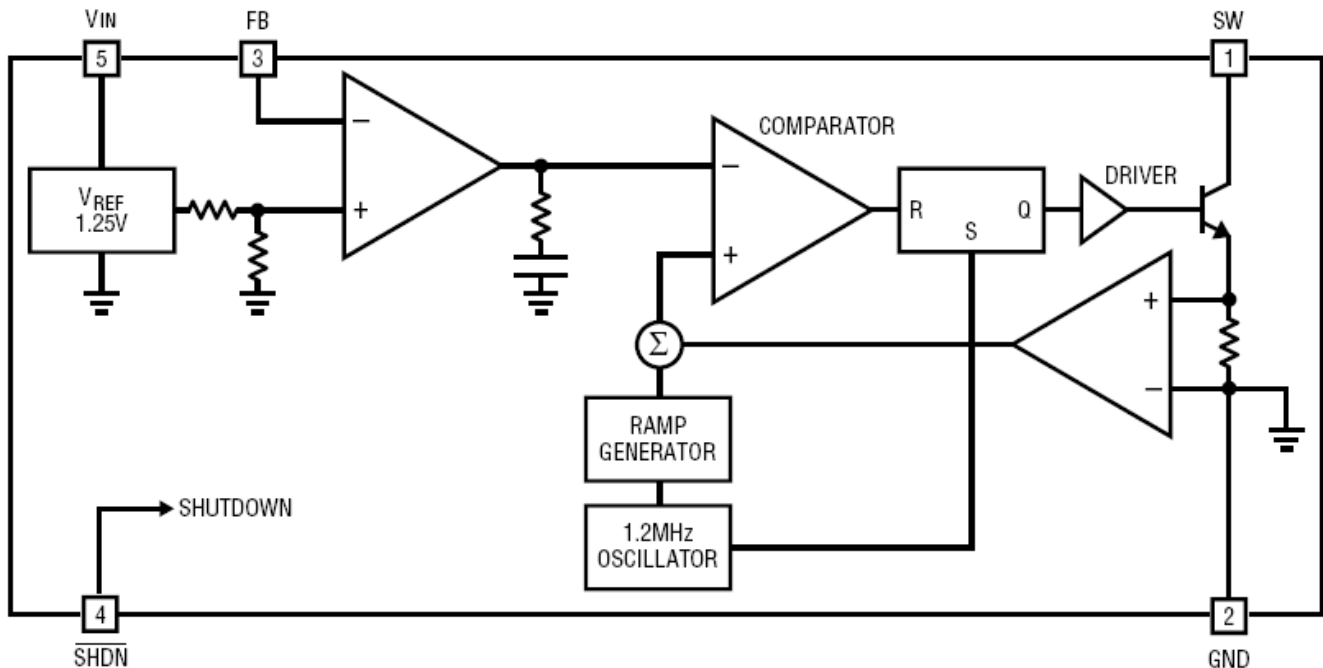 VIN
FB
SW
5
3
1
COMPARATOR
DRIVER
VREF
1.25V
−
+
−
+
R
Q
S
+
−
Σ
RAMP
GENERATOR
SHUTDOWN
1.2MHz
OSCILLATOR
4
2
SHDN
GND